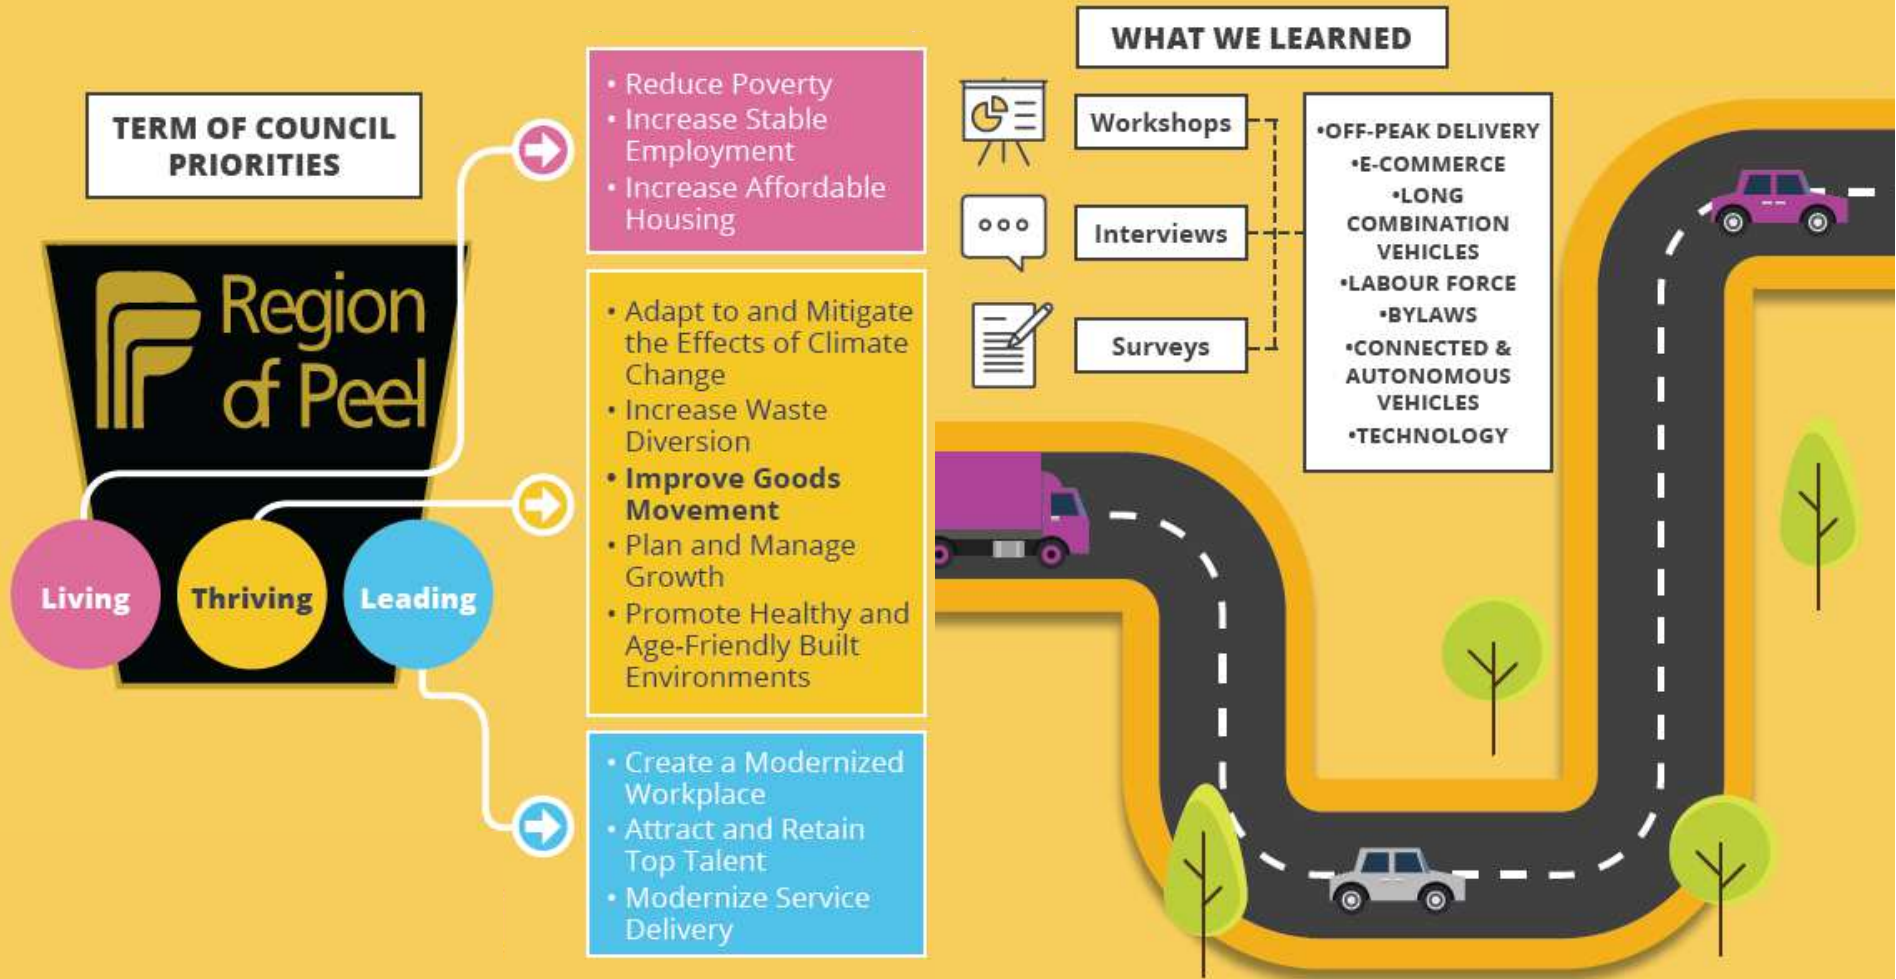 TERM OF COUNCIL
PRIORITIES
Region
of Peel
Living
Thriving
Leading
• Reduce Poverty
• Increase Stable
Employment
• Increase Affordable
Housing
• Adapt to and Mitigate
the Effects of Climate
Change
• Increase Waste
Diversion
• Improve Goods
Movement
• Plan and Manage
Growth
• Promote Healthy and
Age-Friendly Built
Environments
• Create a Modernized
Workplace
• Attract and Retain
Top Talent
• Modernize Service
Delivery
WHAT WE LEARNED
Workshops
Interviews
Surveys
•OFF-PEAK DELIVERY
•E-COMMERCE
•LONG
COMBINATION
VEHICLES
•LABOUR FORCE
•BYLAWS
•CONNECTED &
AUTONOMOUS
VEHICLES
•TECHNOLOGY